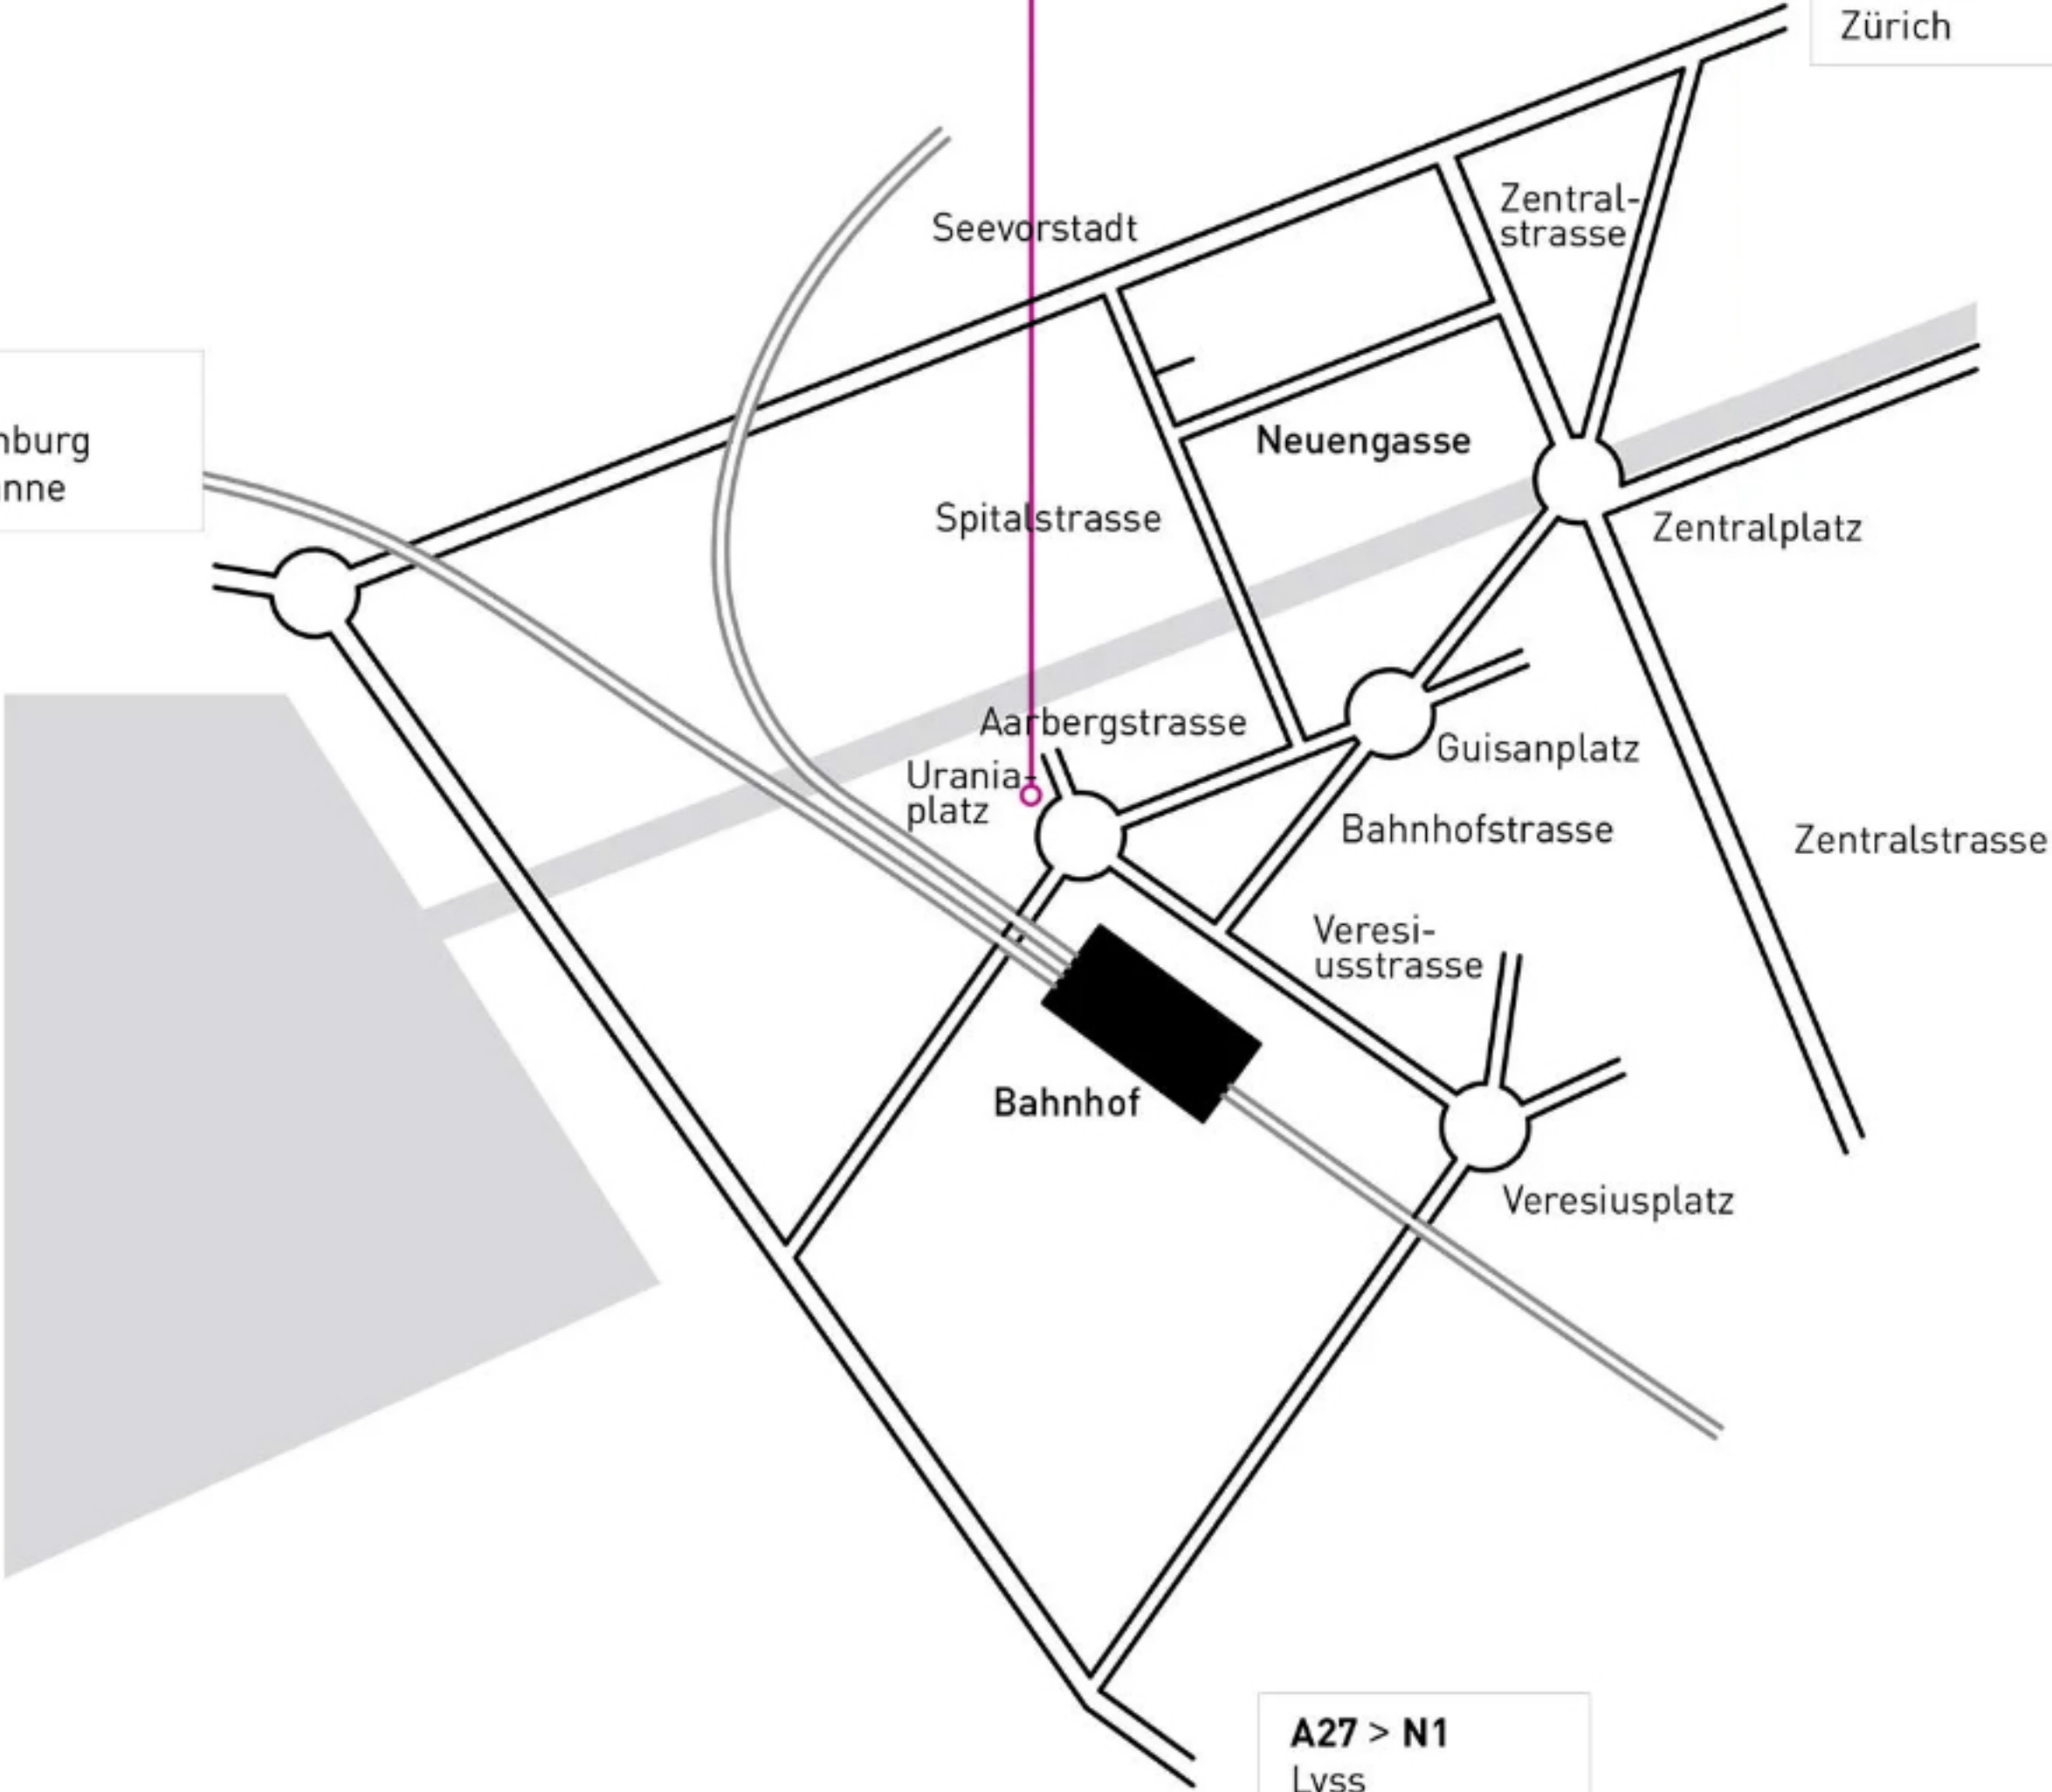 Zürich
Zentral-
strasse
Seevorstadt
nburg
nne
Neuengasse
Spitalstrasse
Zentralplatz
Aarbergstrasse
Guisanplatz
Urania-
platz
Bahnhofstrasse
Zentralstrasse
Veresi-
usstrasse
Bahnhof
Veresiusplatz
A27 > N1
Lyss